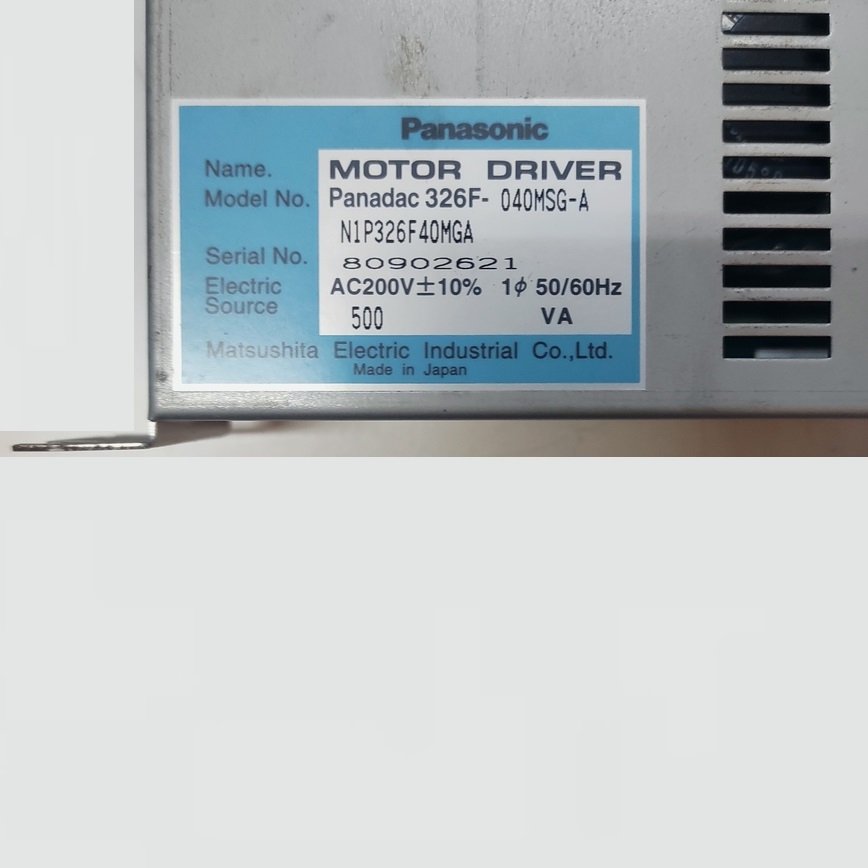 Panasonic
Name. MOTOR DRIVER
Model No. Panadac 326F- 040MSG-A
N1P326F40MGA
Serial No. 80902621
Electric Source AC200V±10% 1ϕ 50/60Hz
500 VA
Matsushita Electric Industrial Co.,Ltd.
Made in Japan